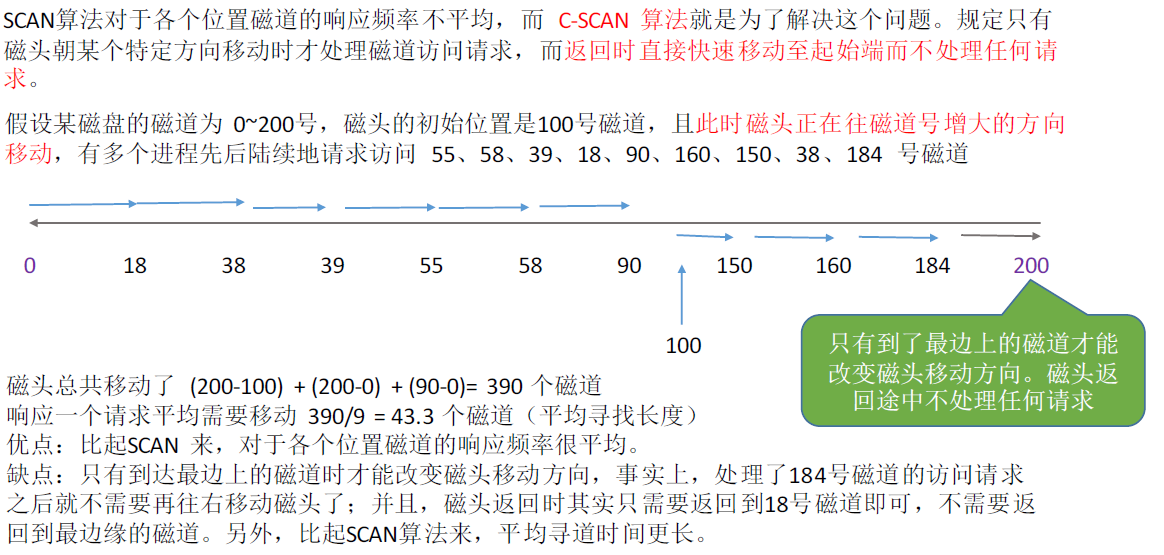 SCAN算法对于各个位置磁道的响应频率不平均，而 C-SCAN 算法就是为了解决这个问题。规定只有
磁头朝某个特定方向移动时才处理磁道访问请求，而返回时直接快速移动至起始端而不处理任何请
求。
假设某磁盘的磁道为 0~200号，磁头的初始位置是100号磁道，且此时磁头正在往磁道号增大的方向
移动，有多个进程先后陆续地请求访问 55、58、39、18、90、160、150、38、184 号磁道
0 18 38 39 55 58 90 150 160 184 200
100
只有到了最边上的磁道才能
改变磁头移动方向。磁头返
回途中不处理任何请求
磁头总共移动了 (200-100) + (200-0) + (90-0)= 390 个磁道
响应一个请求平均需要移动 390/9 = 43.3 个磁道（平均寻找长度）
优点：比起SCAN 来，对于各个位置磁道的响应频率很平均。
缺点：只有到达最边上的磁道时才能改变磁头移动方向，事实上，处理了184号磁道的访问请求
之后就不需要再往右移动磁头了；并且，磁头返回时其实只需要返回到18号磁道即可，不需要返
回到最边缘的磁道。另外，比起SCAN算法来，平均寻道时间更长。